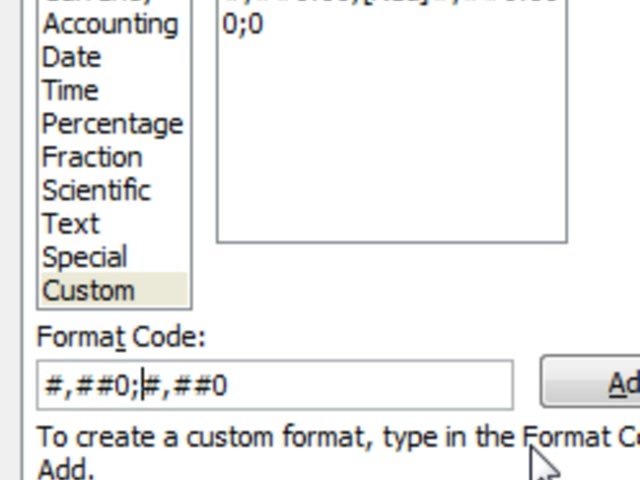 Accounting
0;0
Date
Time
Percentage
Fraction
Scientific
Text
Special
Custom
Format Code:
#,##0;#,##0
Ad
To create a custom format, type in the Format Co
Add.